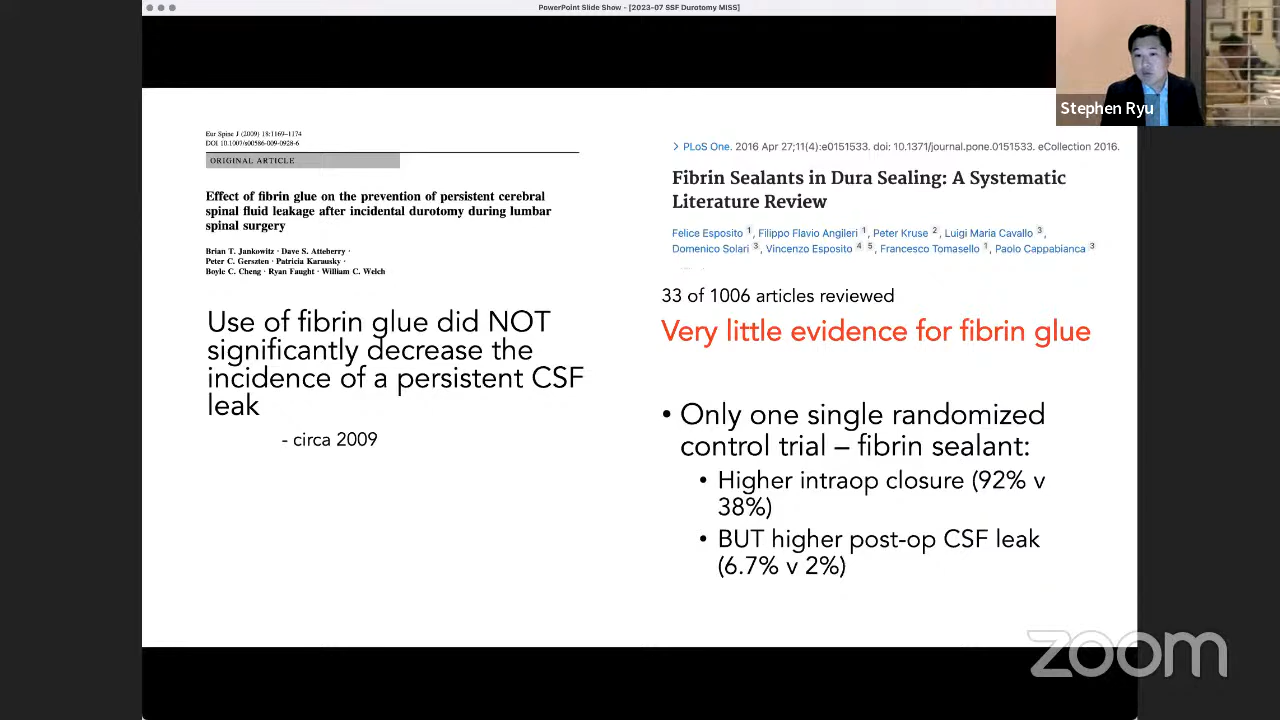 PowerPoint Slide Show - [2023-07 SSF Durotomy MISS]
Stephen Ryu
Eur Spine J (2009) 18:1169–1174
DOI 10.1007/s00586-009-0928-6
ORIGINAL ARTICLE
Effect of fibrin glue on the prevention of persistent cerebral
spinal fluid leakage after incidental durotomy during lumbar
spinal surgery
Brian T. Jankowitz · Dave S. Atteberry ·
Peter C. Gerszten · Patricia Karausky ·
Boyle C. Cheng · Ryan Faught · William C. Welch
Use of fibrin glue did NOT
significantly decrease the
incidence of a persistent CSF
leak
- circa 2009
> PLoS One. 2016 Apr 27;11(4):e0151533. doi: 10.1371/journal.pone.0151533. eCollection 2016.
Fibrin Sealants in Dura Sealing: A Systematic
Literature Review
Felice Esposito 1, Filippo Flavio Angileri 1, Peter Kruse 2, Luigi Maria Cavallo 3,
Domenico Solari 3, Vincenzo Esposito 4 5, Francesco Tomasello 1, Paolo Cappabianca 3
33 of 1006 articles reviewed
Very little evidence for fibrin glue
• Only one single randomized
control trial – fibrin sealant:
• Higher intraop closure (92% v
38%)
• BUT higher post-op CSF leak
(6.7% v 2%)
zoom